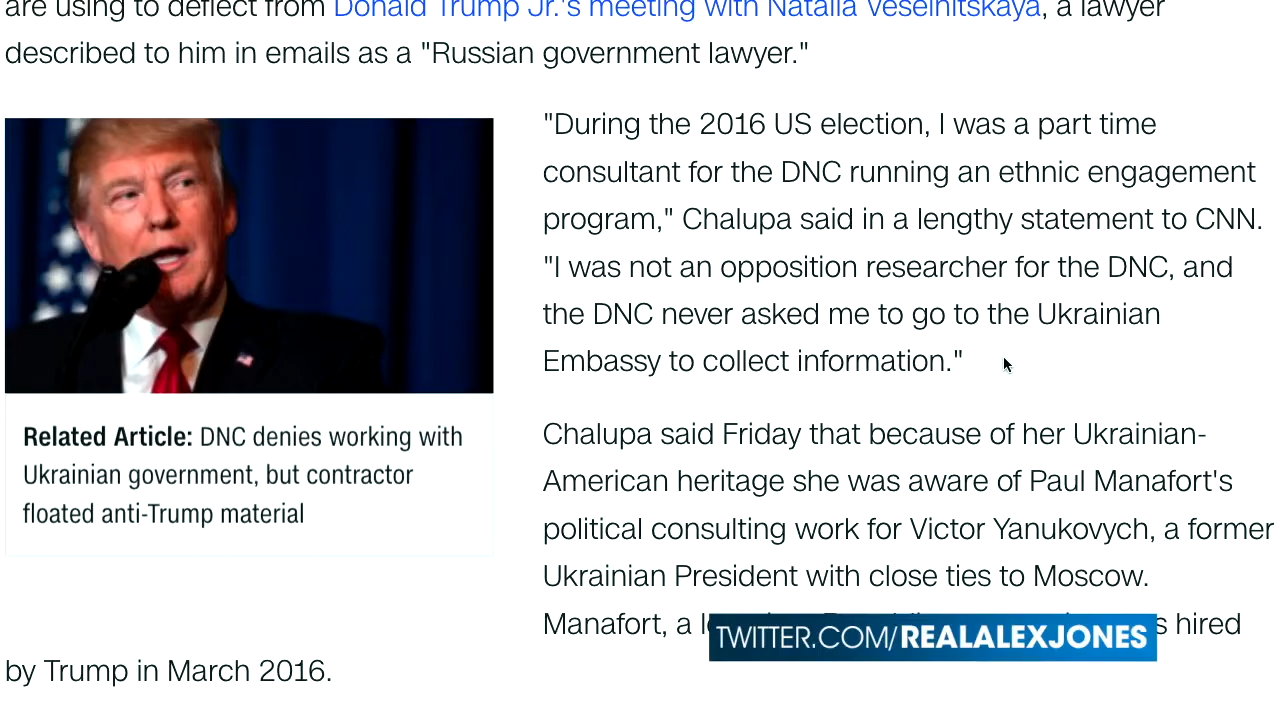 are using to deflect from Donald Trump Jr.'s meeting with Natalia Veselnitskaya, a lawyer
described to him in emails as a "Russian government lawyer."
"During the 2016 US election, I was a part time
consultant for the DNC running an ethnic engagement
program," Chalupa said in a lengthy statement to CNN.
"I was not an opposition researcher for the DNC, and
the DNC never asked me to go to the Ukrainian
Embassy to collect information."
Related Article: DNC denies working with
Ukrainian government, but contractor
floated anti-Trump material
Chalupa said Friday that because of her Ukrainian-
American heritage she was aware of Paul Manafort's
political consulting work for Victor Yanukovych, a former
Ukrainian President with close ties to Moscow.
Manafort, a hired
by Trump in March 2016.
TWITTER.COM/REALALEXJONES